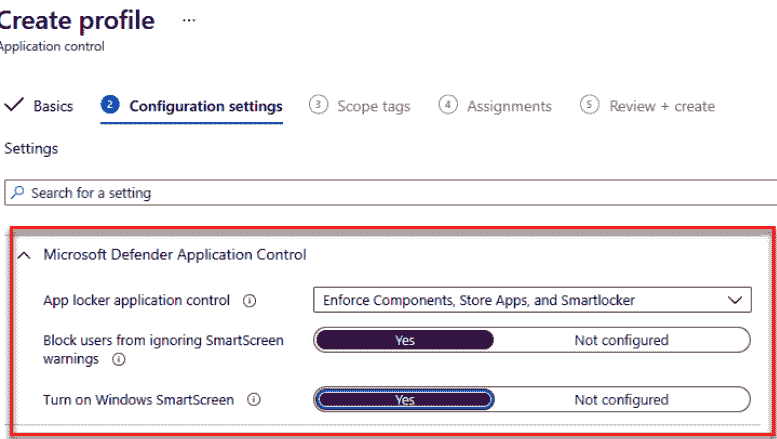 Create profile ...
Application control
Basics 2 Configuration settings 3 Scope tags 4 Assignments 5 Review + create
Settings
Search for a setting
Microsoft Defender Application Control
App locker application control Enforce Components, Store Apps, and Smartlocker
Block users from ignoring SmartScreen Yes Not configured
warnings
Turn on Windows SmartScreen Yes Not configured